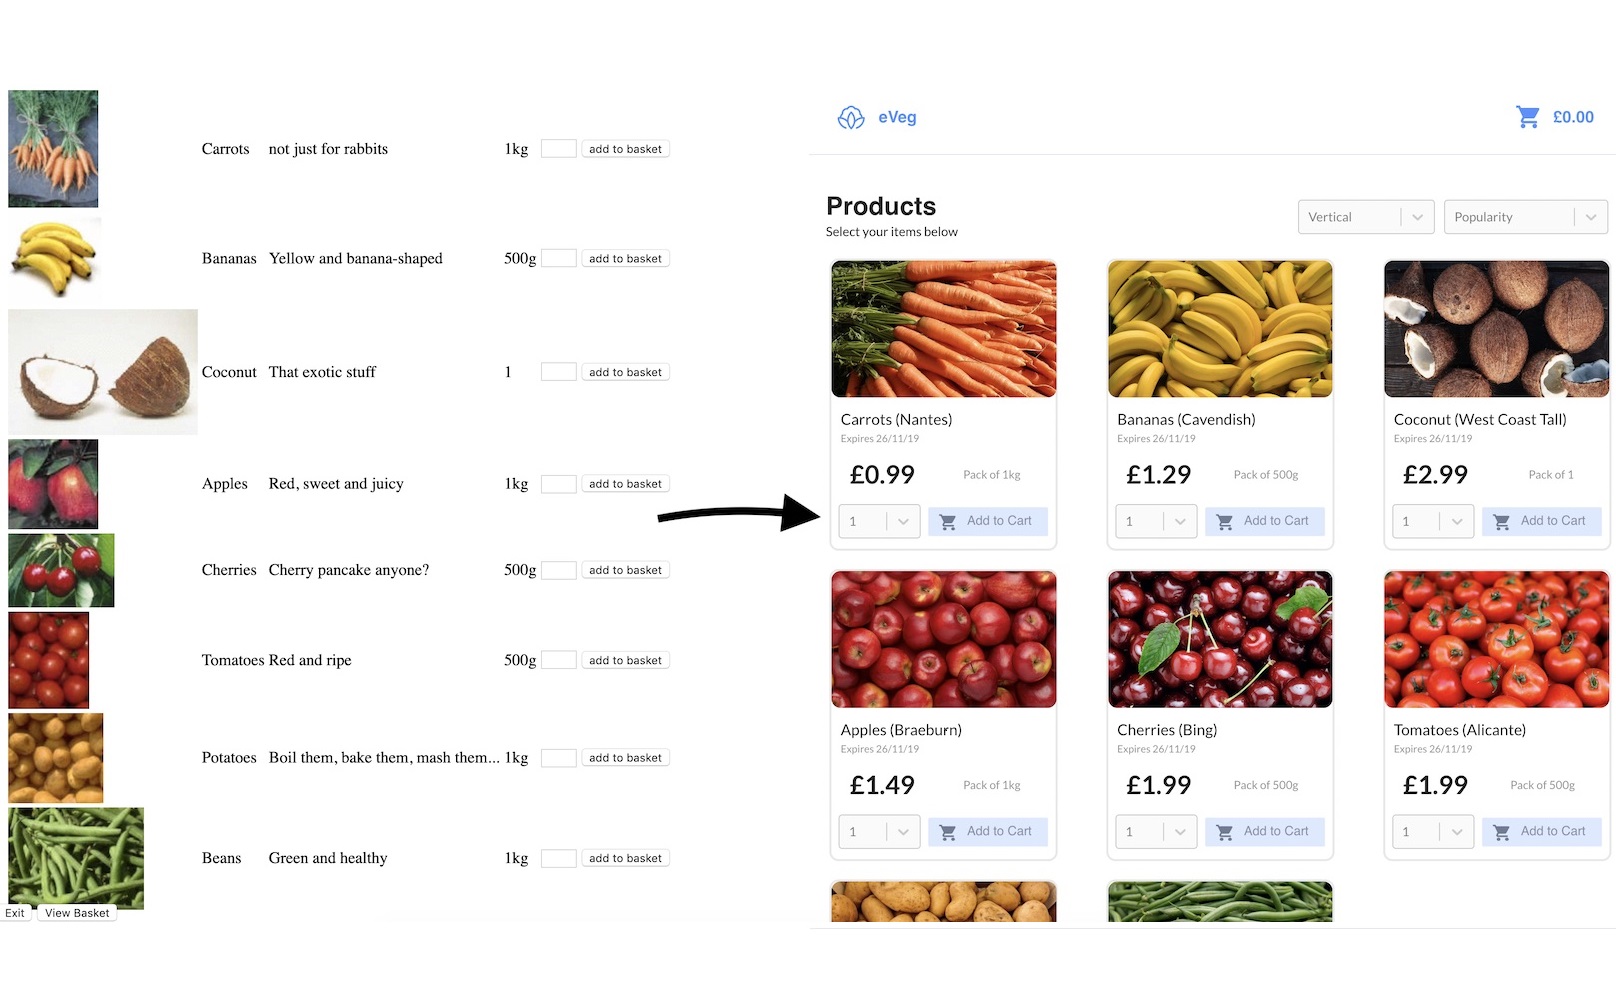 Carrots not just for rabbits 1kg add to basket
Bananas Yellow and banana-shaped 500g add to basket
Coconut That exotic stuff 1 add to basket
Apples Red, sweet and juicy 1kg add to basket
Cherries Cherry pancake anyone? 500g add to basket
Tomatoes Red and ripe 500g add to basket
Potatoes Boil them, bake them, mash them... 1kg add to basket
Beans Green and healthy 1kg add to basket
Exit View Basket
eVeg £0.00
Products
Select your items below
Vertical Popularity
Carrots (Nantes)
Expires 26/11/19
£0.99 Pack of 1kg
1 Add to Cart
Bananas (Cavendish)
Expires 26/11/19
£1.29 Pack of 500g
1 Add to Cart
Coconut (West Coast Tall)
Expires 26/11/19
£2.99 Pack of 1
1 Add to Cart
Apples (Braeburn)
Expires 26/11/19
£1.49 Pack of 1kg
1 Add to Cart
Cherries (Bing)
Expires 26/11/19
£1.99 Pack of 500g
1 Add to Cart
Tomatoes (Alicante)
Expires 26/11/19
£1.99 Pack of 500g
1 Add to Cart